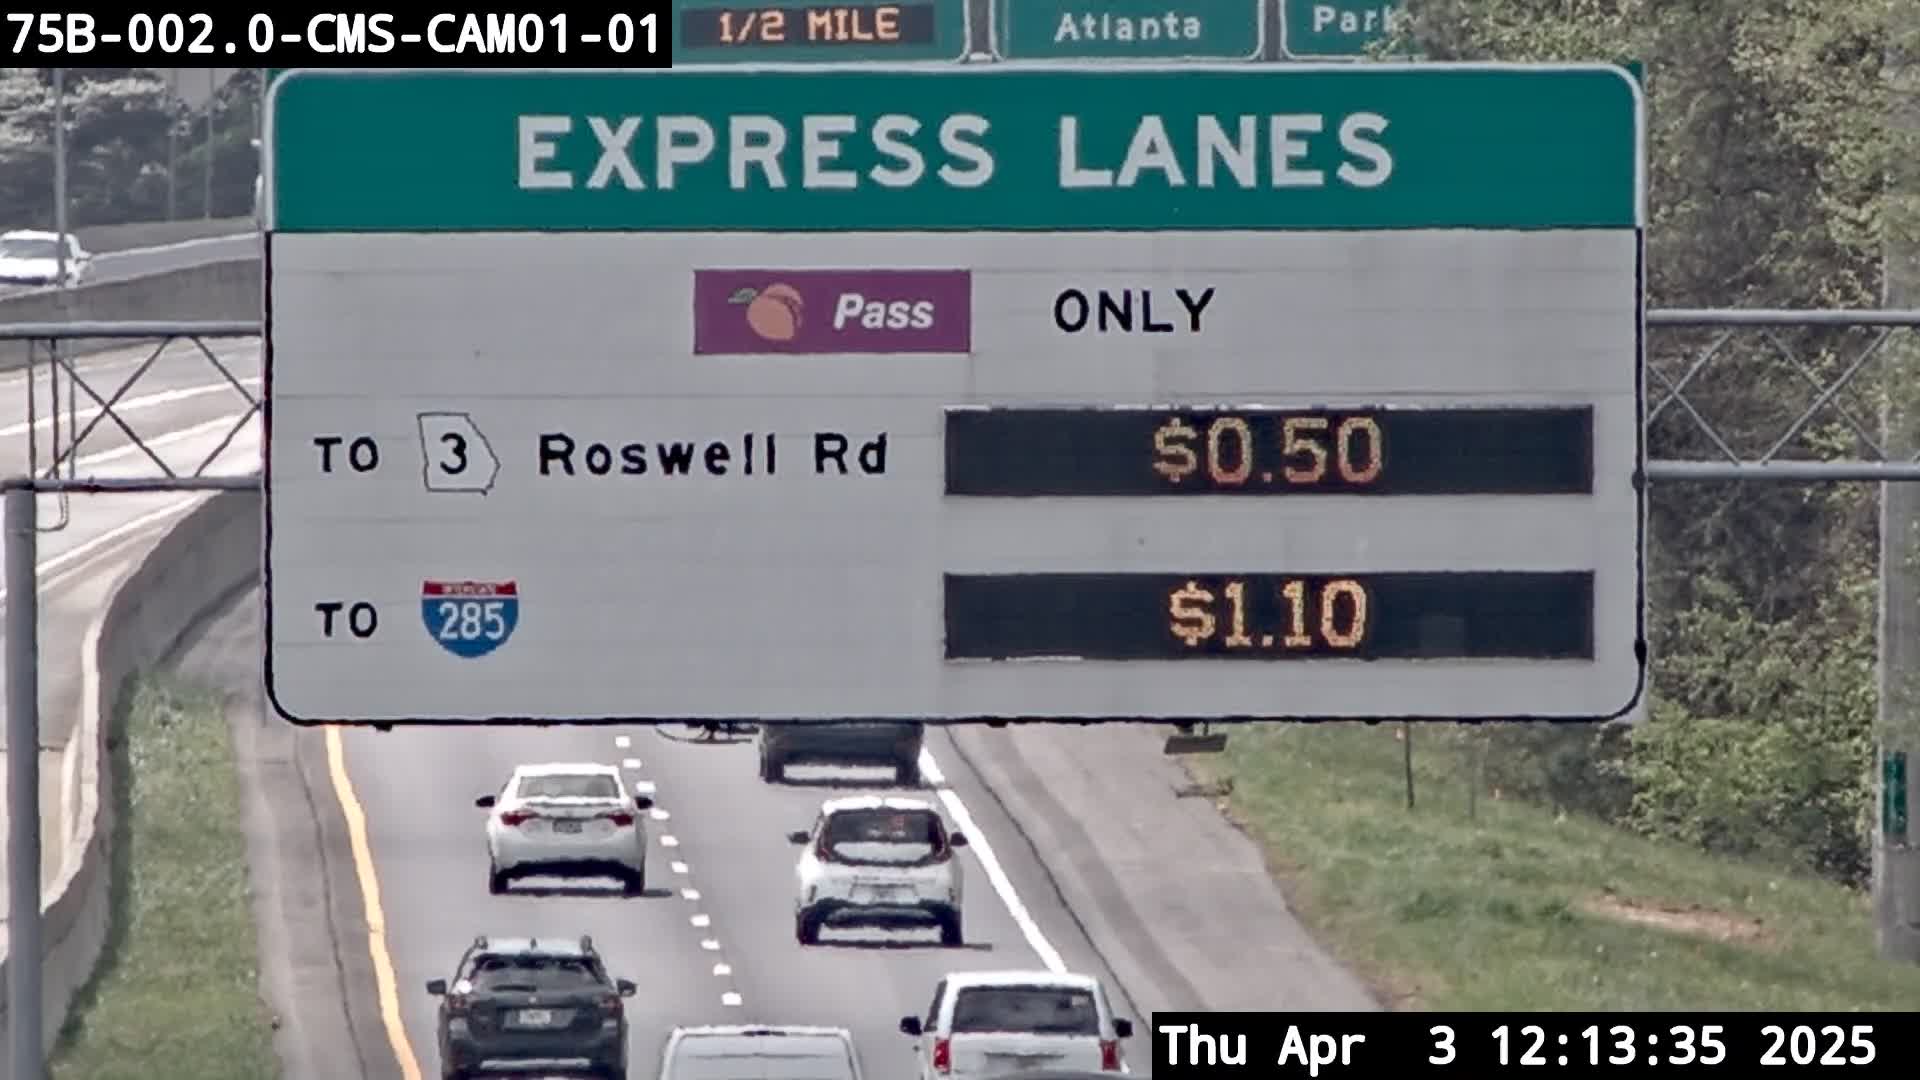 75B-002.0-CMS-CAM01-01
1/2 MILE
Atlanta
Park
EXPRESS LANES
Pass ONLY
TO 3 Roswell Rd $0.50
TO INTERSTATE 285 $1.10
Thu Apr 3 12:13:35 2025